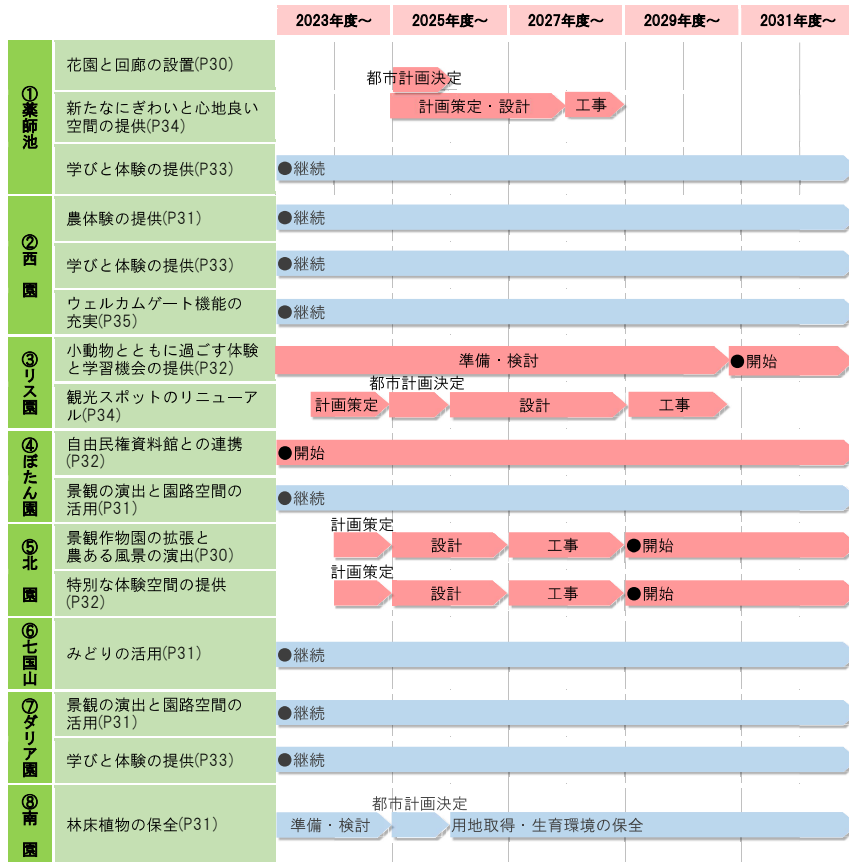 2023年度～ 2025年度～ 2027年度～ 2029年度～ 2031年度～
①薬師池
花園と回廊の設置(P30)
都市計画決定
新たなにぎわいと心地良い
空間の提供(P34)
計画策定・設計 工事
学びと体験の提供(P33)
●継続
②西 園
農体験の提供(P31)
●継続
学びと体験の提供(P33)
●継続
ウェルカムゲート機能の
充実(P35)
●継続
③リス園
小動物とともに過ごす体験
と学習機会の提供(P32)
準備・検討 ●開始
観光スポットのリニューア
ル(P34)
都市計画決定
計画策定 設計 工事
④ぼたん園
自由民権資料館との連携
(P32)
●開始
景観の演出と園路空間の
活用(P31)
●継続
⑤北 園
景観作物園の拡張と
農ある風景の演出(P30)
計画策定
設計 工事 ●開始
特別な体験空間の提供
(P32)
計画策定
設計 工事 ●開始
⑥七国山
みどりの活用(P31)
●継続
⑦ダリア園
景観の演出と園路空間の
活用(P31)
●継続
学びと体験の提供(P33)
●継続
⑧南 園
林床植物の保全(P31)
都市計画決定
準備・検討 用地取得・生育環境の保全